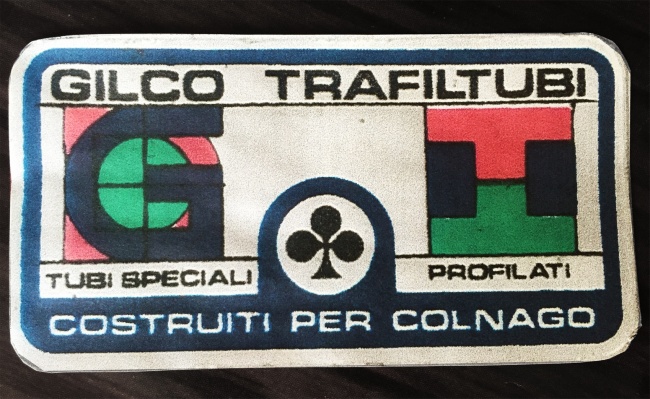 GILCO TRAFILTUBI
G I
TUBI SPECIALI PROFILATI
COSTRUITI PER COLNAGO